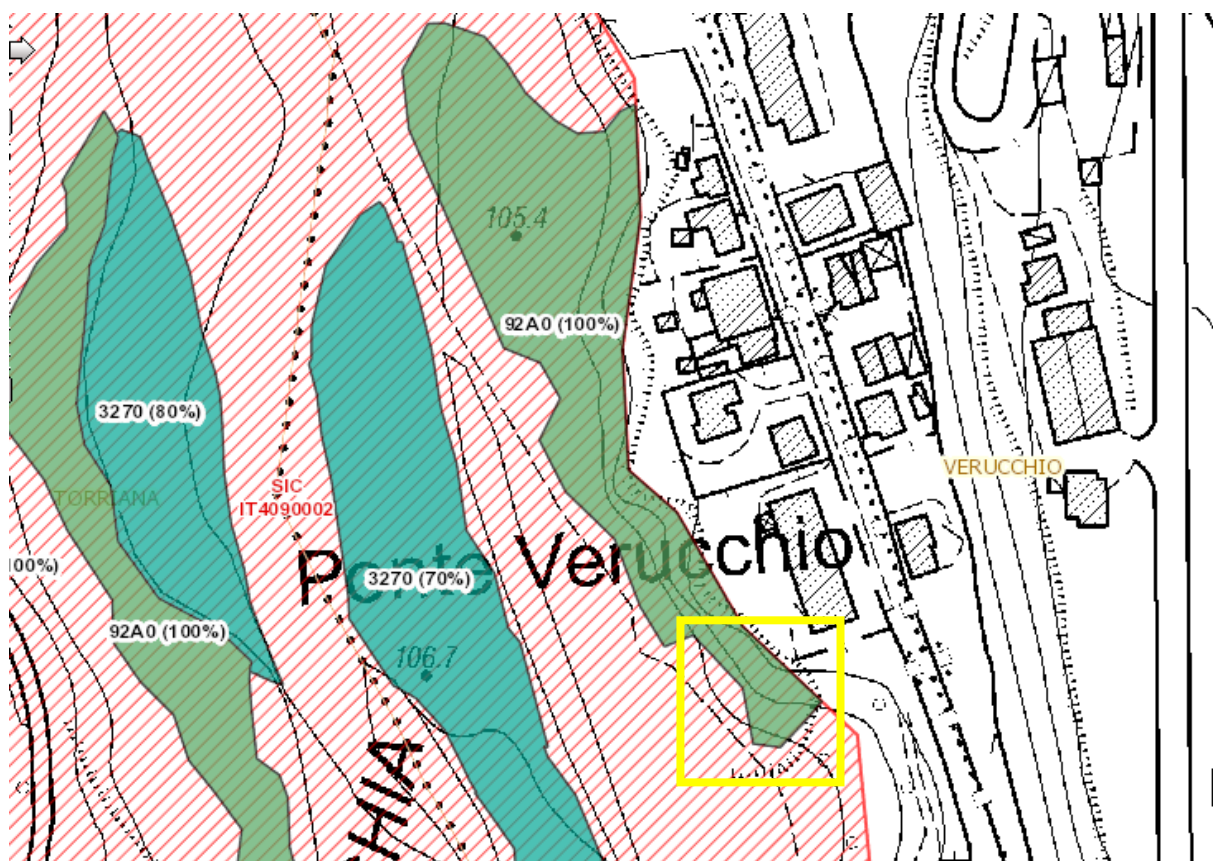 105.4
92A0 (100%)
3270 (80%)
VERUCCHIO
TORRIANA
SIC
IT4090002
Ponte Verucchio
100%)
3270 (70%)
92A0 (100%)
106.7
CHIA